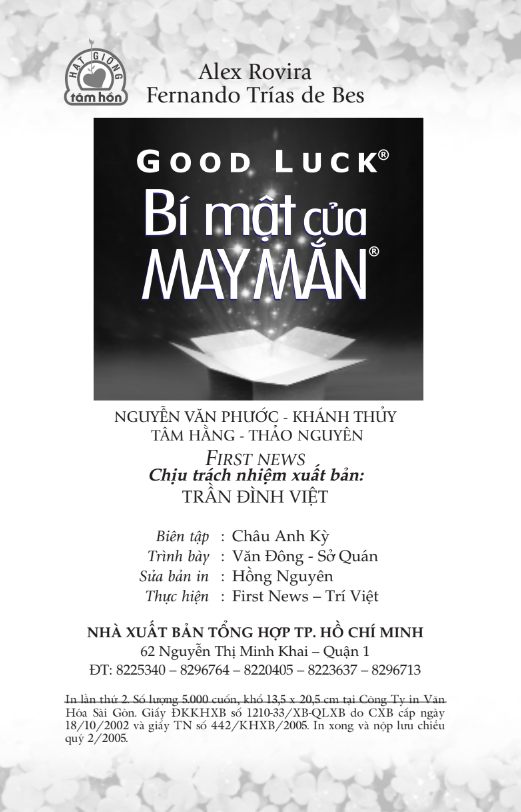 HẠT GIỐNG
tâm hồn
Alex Rovira
Fernando Trías de Bes
GOOD LUCK®
Bí mật của
MAY MẮN®
NGUYỄN VĂN PHƯỚC - KHÁNH THỦY
TÂM HẰNG - THẢO NGUYÊN
FIRST NEWS
Chịu trách nhiệm xuất bản:
TRẦN ĐÌNH VIỆT
Biên tập : Châu Anh Kỳ
Trình bày : Văn Đông - Sở Quán
Sửa bản in : Hồng Nguyên
Thực hiện : First News – Trí Việt
NHÀ XUẤT BẢN TỔNG HỢP TP. HỒ CHÍ MINH
62 Nguyễn Thị Minh Khai – Quận 1
ĐT: 8225340 – 8296764 – 8220405 – 8223637 – 8296713
In lần thứ 2. Số lượng 5.000 cuốn, khổ 13,5 x 20,5 cm tại Công Ty in Văn
Hóa Sài Gòn. Giấy ĐKKHXB số 1210-33/XB-QLXB do CXB cấp ngày
18/10/2002 và giấy TN số 442/KHXB/2005. In xong và nộp lưu chiểu
quý 2/2005.